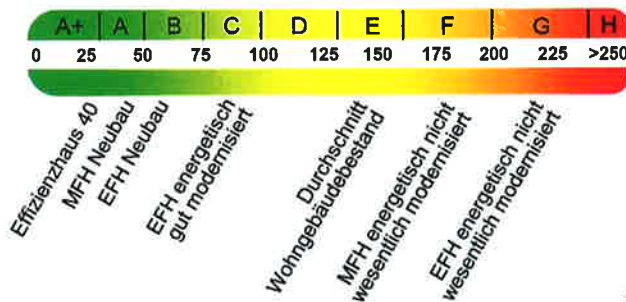 A+ A B C D E F G H
0 25 50 75 100 125 150 175 200 225 >250
Effizienzhaus 40
MFH Neubau
EFH Neubau
EFH energetisch
gut modernisiert
Durchschnitt
Wohngebäudebestand
MFH energetisch nicht
wesentlich modernisiert
EFH energetisch nicht
wesentlich modernisiert